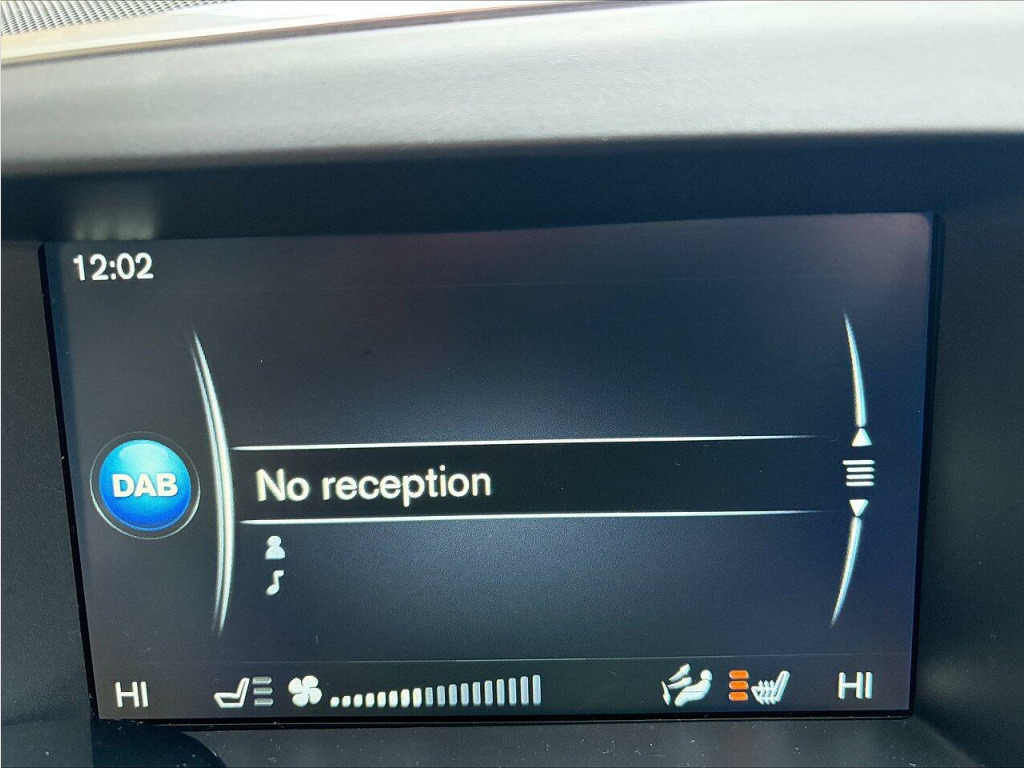 12:02
DAB
No reception
HI
HI